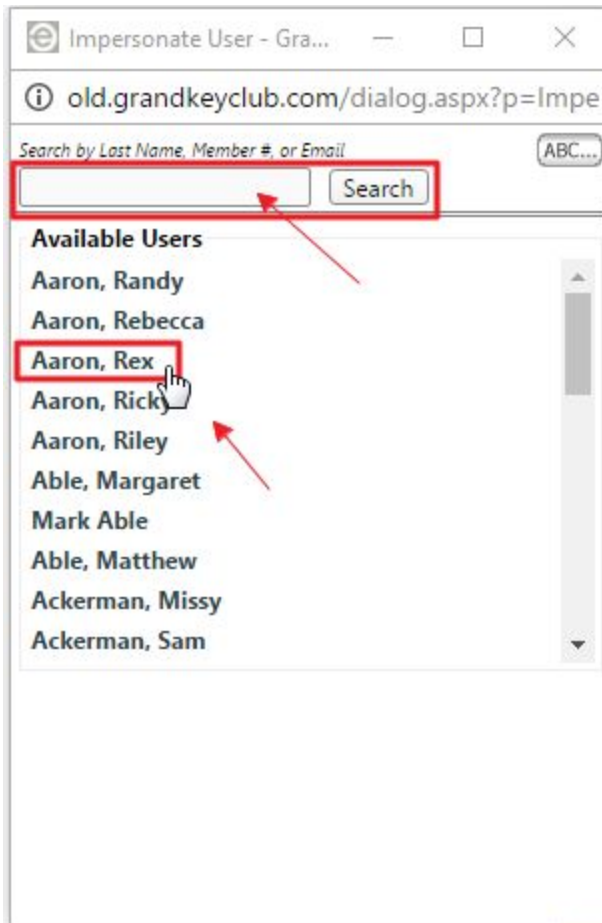 Impersonate User - Gra...
old.grandkeyclub.com/dialog.aspx?p=Impe
Search by Last Name, Member #, or Email
ABC...
Search
Available Users
Aaron, Randy
Aaron, Rebecca
Aaron, Rex
Aaron, Ricky
Aaron, Riley
Able, Margaret
Mark Able
Able, Matthew
Ackerman, Missy
Ackerman, Sam